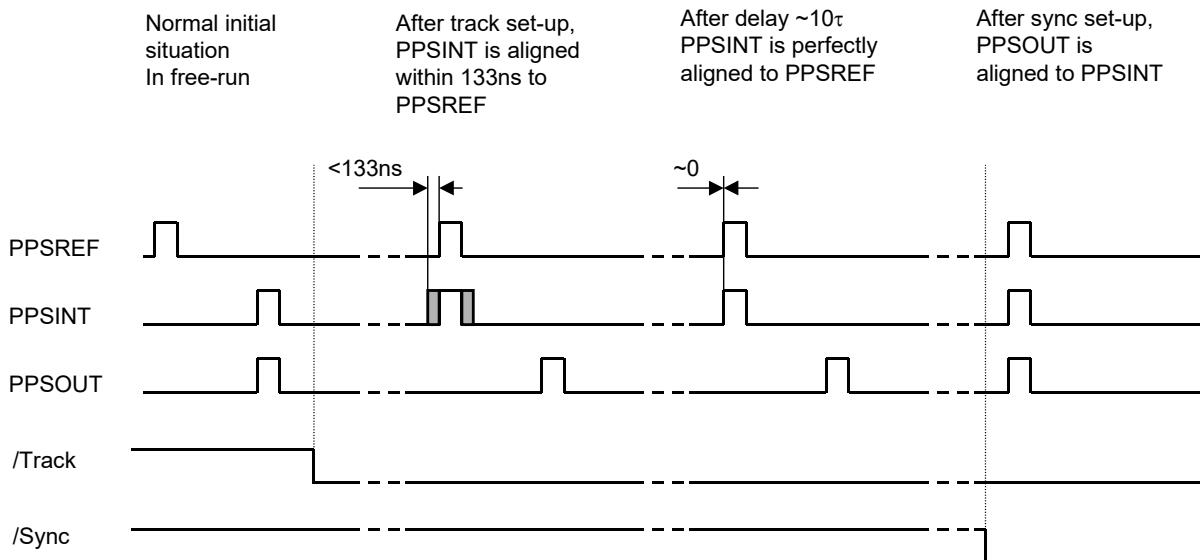 Normal initial
situation
In free-run
After track set-up,
PPSINT is aligned
within 133ns to
PPSREF
After delay ~10τ
PPSINT is perfectly
aligned to PPSREF
After sync set-up,
PPSOUT is
aligned to PPSINT
<133ns
~0
PPSREF
PPSINT
PPSOUT
/Track
/Sync